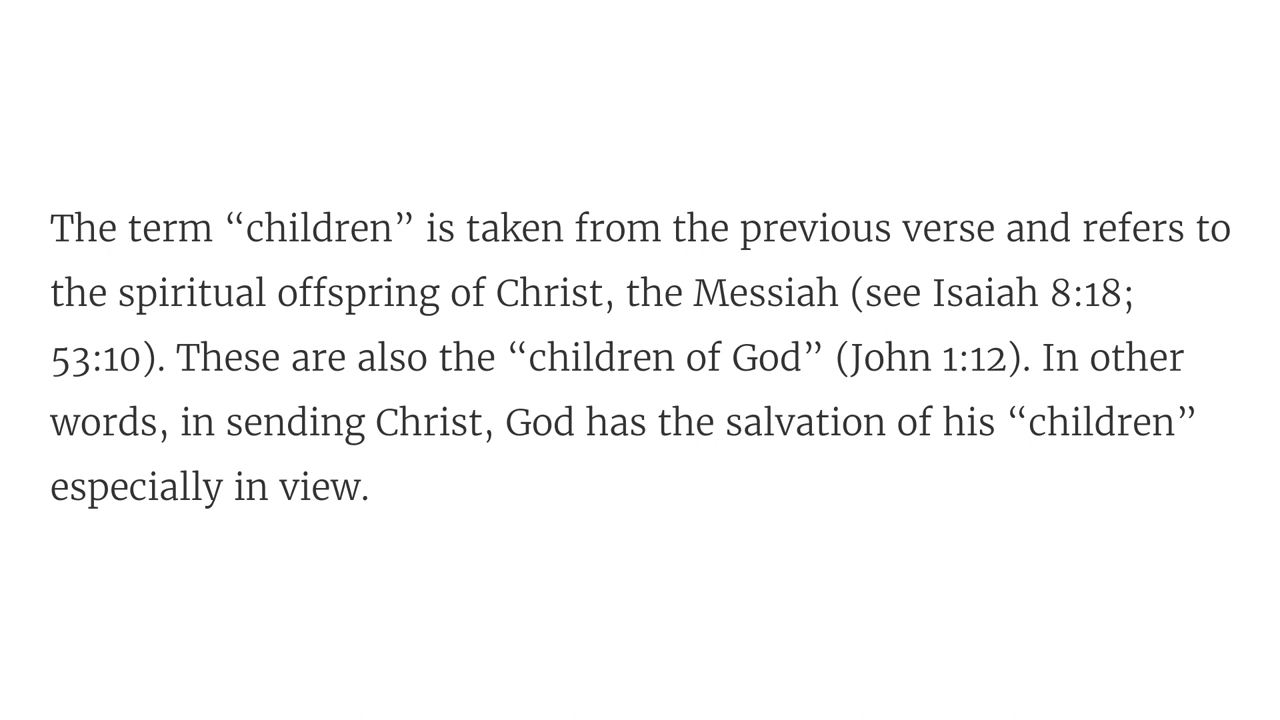 The term “children” is taken from the previous verse and refers to
the spiritual offspring of Christ, the Messiah (see Isaiah 8:18;
53:10). These are also the “children of God” (John 1:12). In other
words, in sending Christ, God has the salvation of his “children”
especially in view.